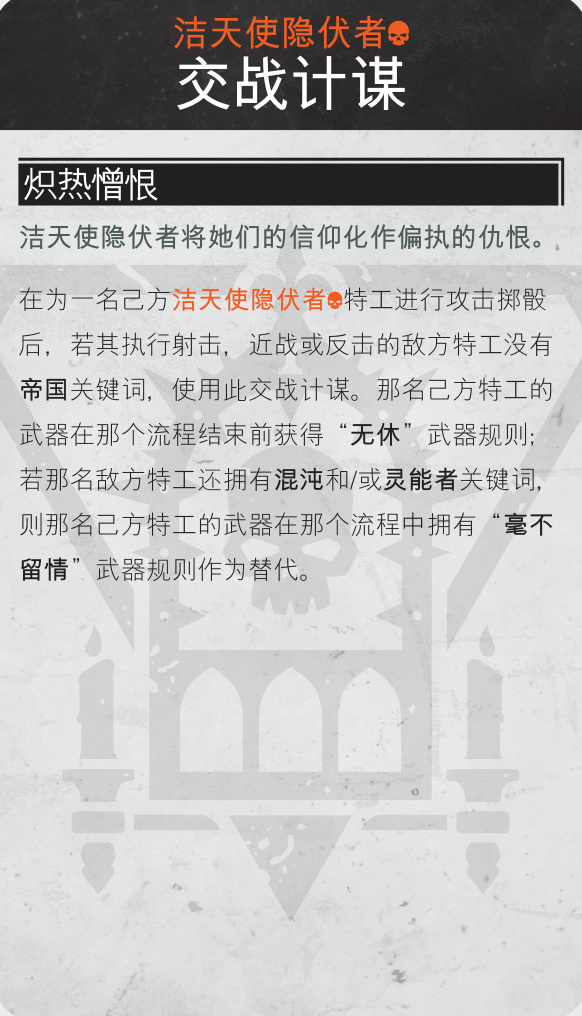 洁天使隐伏者
交战计谋
炽热憎恨
洁天使隐伏者将她们的信仰化作偏执的仇恨。
在为一名己方洁天使隐伏者特工进行攻击掷骰
后，若其执行射击，近战或反击的敌方特工没有
帝国关键词，使用此交战计谋。那名己方特工的
武器在那个流程结束前获得“无休”武器规则；
若那名敌方特工还拥有混沌和/或灵能者关键词，
则那名己方特工的武器在那个流程中拥有“毫不
留情”武器规则作为替代。